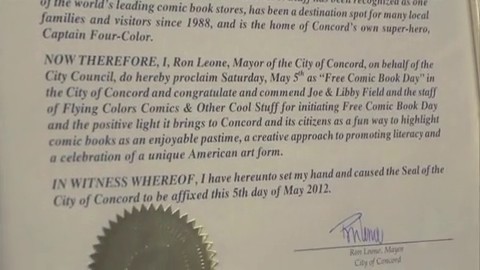 of the world's leading comic book stores, has been a destination spot for many local
families and visitors since 1988, and is the home of Concord's own super-hero,
Captain Four-Color.
NOW THEREFORE, I, Ron Leone, Mayor of the City of Concord, on behalf of the
City Council, do hereby proclaim Saturday, May 5th as "Free Comic Book Day" in
the City of Concord and congratulate and commend Joe & Libby Field and the staff
of Flying Colors Comics & Other Cool Stuff for initiating Free Comic Book Day
and the positive light it brings to Concord and its citizens as a fun way to highlight
comic books as an enjoyable pastime, a creative approach to promoting literacy and
a celebration of a unique American art form.
IN WITNESS WHEREOF, I have hereunto set my hand and caused the Seal of the
City of Concord to be affixed this 5th day of May 2012.
Ron Leone, Mayor
City of Concord